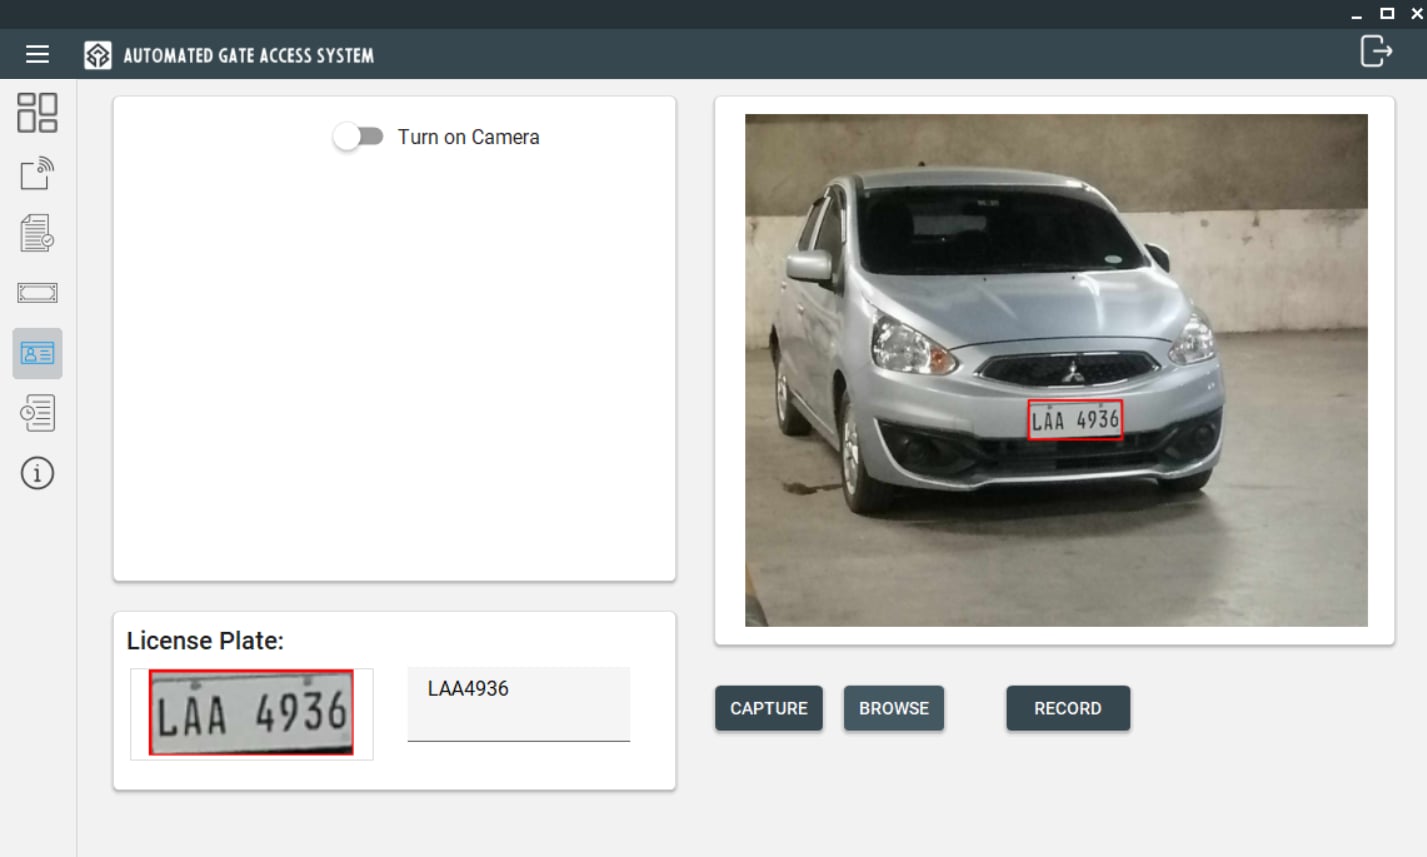 AUTOMATED GATE ACCESS SYSTEM
Turn on Camera
LAA 4936
License Plate:
LAA 4936
LAA4936
CAPTURE
BROWSE
RECORD